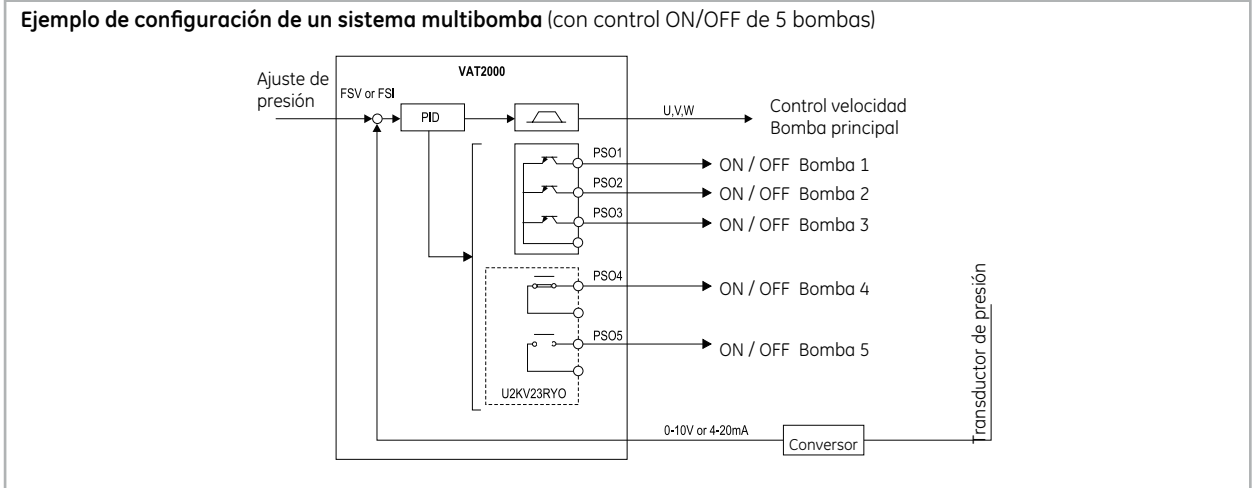 Ejemplo de configuración de un sistema multibomba (con control ON/OFF de 5 bombas)
VAT2000
Ajuste de
presión
FSV or FSI
PID
U,V,W
Control velocidad
Bomba principal
PSO1
ON / OFF Bomba 1
PSO2
ON / OFF Bomba 2
PSO3
ON / OFF Bomba 3
PSO4
ON / OFF Bomba 4
PSO5
ON / OFF Bomba 5
U2KV23RYO
Transductor de presión
0-10V or 4-20mA
Conversor